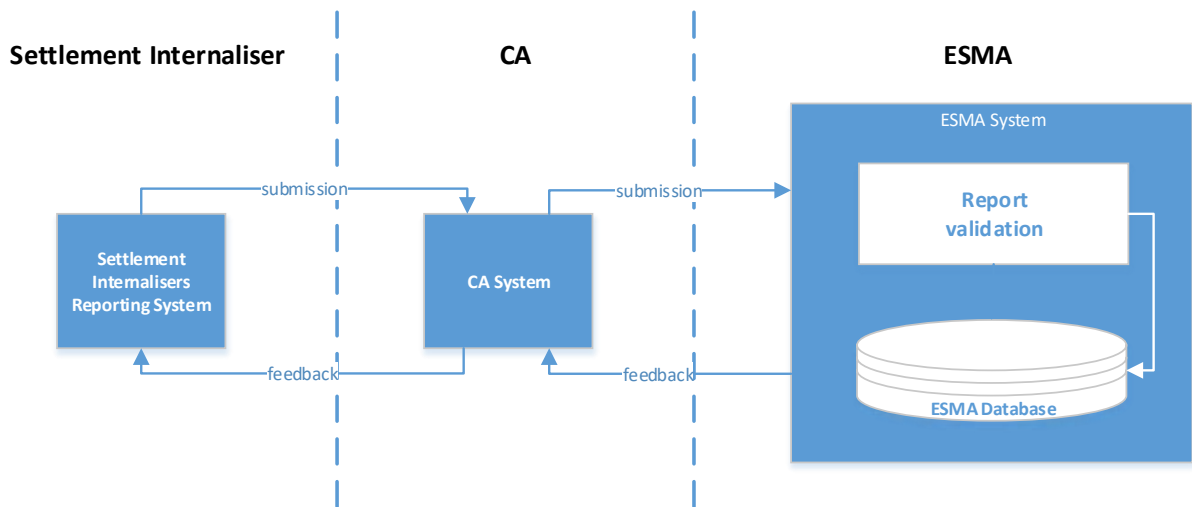 Settlement Internaliser
CA
ESMA
ESMA System
submission
submission
Report
validation
Settlement
Internalisers
Reporting System
CA System
feedback
feedback
ESMA Database